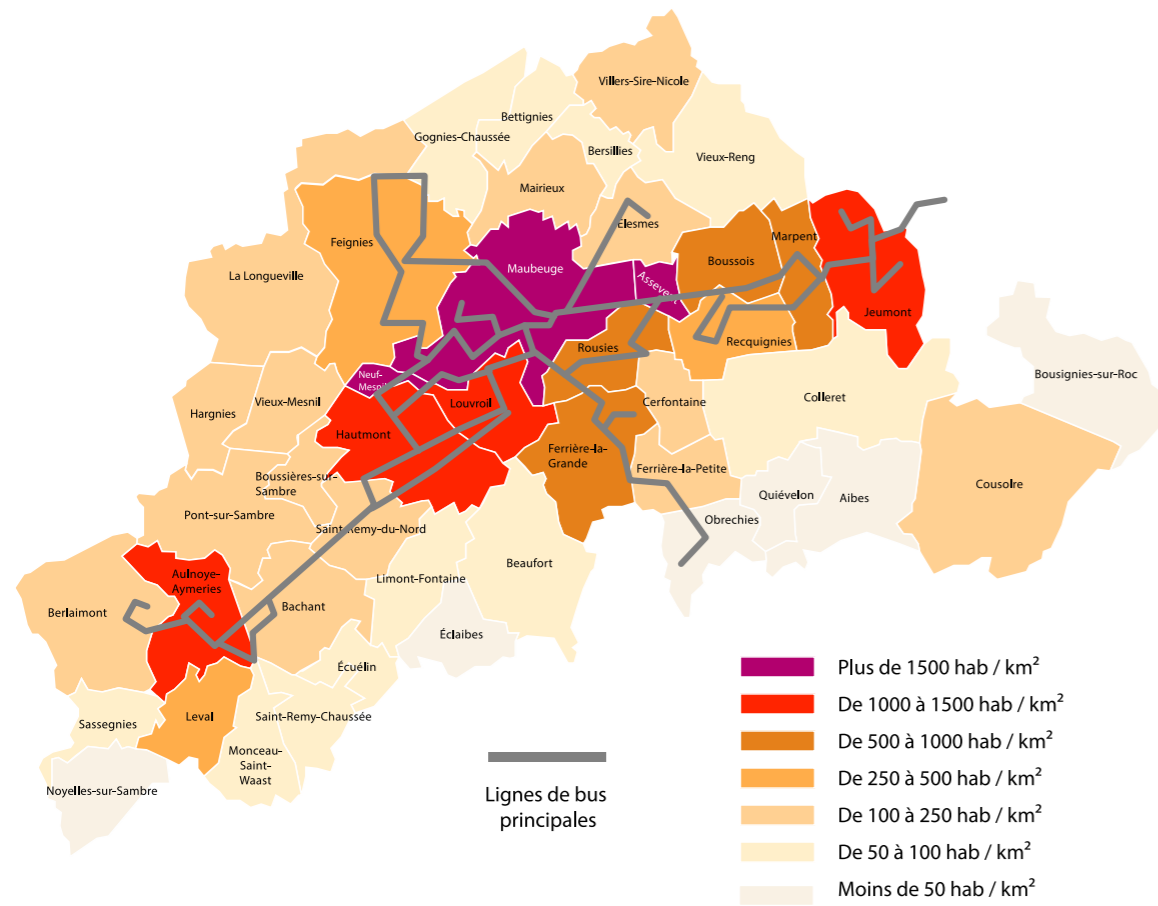 Villers-Sire-Nicole
Bettignies
Gognies-Chaussée
Bersillies
Vieux-Reng
Mairieux
Elesmes
Marpent
Feignies
Boussois
La Longueville
Maubeuge
Assevent
Jeumont
Recquignies
Rousies
Neuf-
Mesnil
Bousignies-sur-Roc
Vieux-Mesnil
Louvroil
Cerfontaine
Colleret
Hargnies
Hautmont
Ferrière-la-
Grande
Ferrière-la-Petite
Boussières-sur-
Sambre
Cousolre
Quiévelon
Aibes
Pont-sur-Sambre
Saint-Remy-du-Nord
Obrechies
Beaufort
Aulnoye-
Aymeries
Limont-Fontaine
Berlaimont
Bachant
Éclaibes
Écuélin
Sassegnies
Leval
Saint-Remy-Chaussée
Monceau-
Saint-
Waast
Noyelles-sur-Sambre
Lignes de bus
principales
Plus de 1500 hab / km²
De 1000 à 1500 hab / km²
De 500 à 1000 hab / km²
De 250 à 500 hab / km²
De 100 à 250 hab / km²
De 50 à 100 hab / km²
Moins de 50 hab / km²